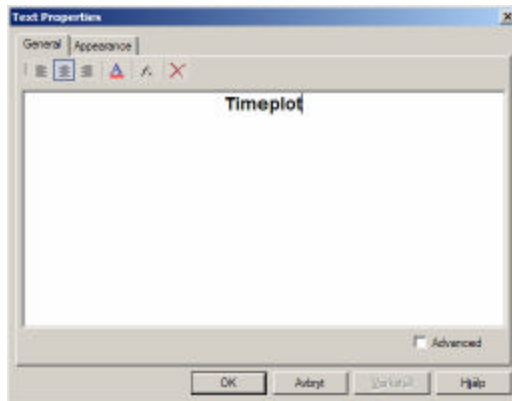 Text Properties
General
Appearance
Timeplot
Advanced
OK
Avbryt
Hjälp